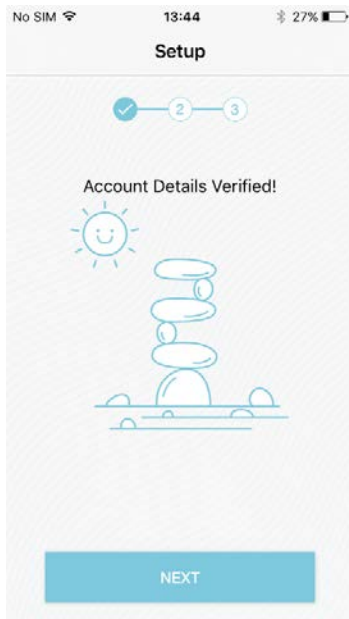 No SIM 13:44 27%
Setup
2 3
Account Details Verified!
NEXT